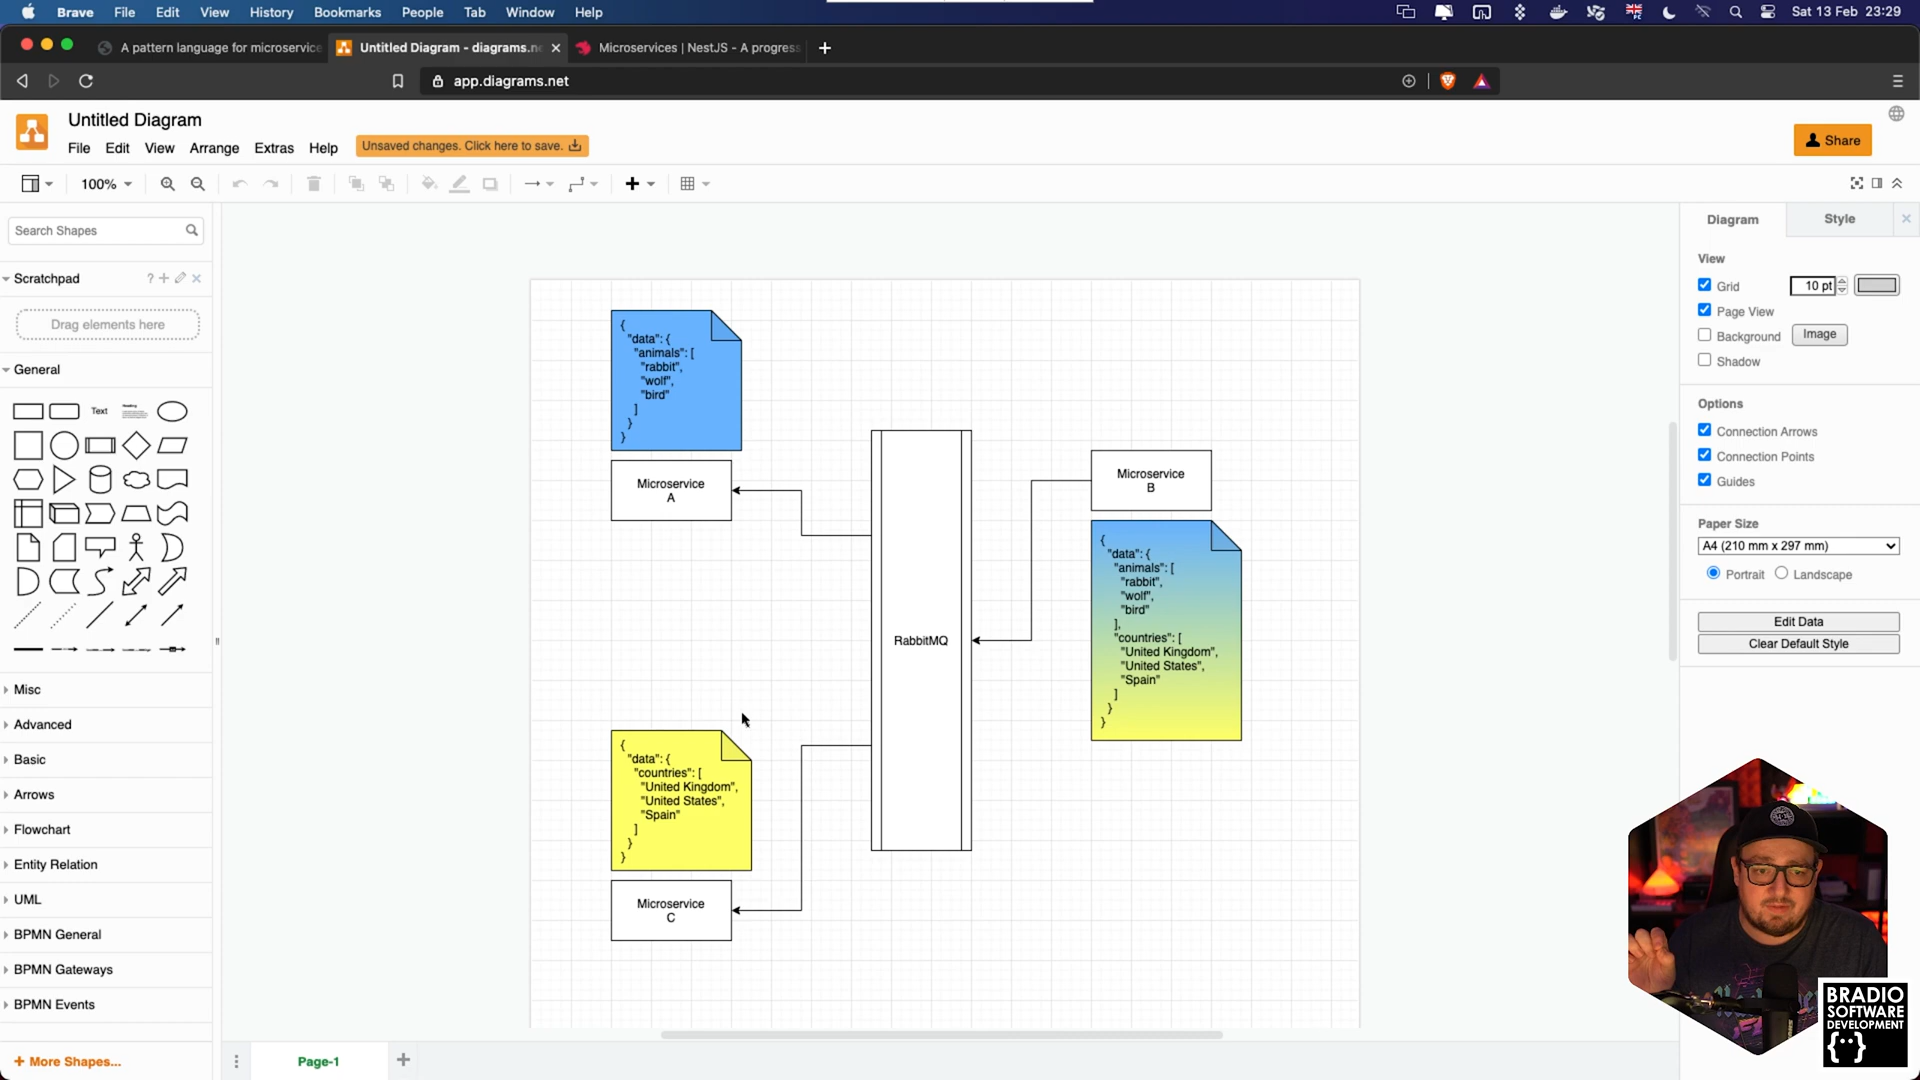 Brave File Edit View History Bookmarks People Tab Window Help
Sat 13 Feb 23:29
A pattern language for microservice
Untitled Diagram - diagrams.n
Microservices | NestJS - A progress
app.diagrams.net
Untitled Diagram
File Edit View Arrange Extras Help
Unsaved changes. Click here to save.
Share
100%
Search Shapes
Scratchpad
?
Drag elements here
General
Text
Misc
Advanced
Basic
Arrows
Flowchart
Entity Relation
UML
BPMN General
BPMN Gateways
BPMN Events
+ More Shapes...
{
"data": {
"animals": [
"rabbit",
"wolf",
"bird"
]
}
}
Microservice
A
RabbitMQ
Microservice
B
{
"data": {
"animals": [
"rabbit",
"wolf",
"bird"
],
"countries": [
"United Kingdom",
"United States",
"Spain"
]
}
}
{
"data": {
"countries": [
"United Kingdom",
"United States",
"Spain"
]
}
}
Microservice
C
Page-1
Diagram
Style
View
Grid
10 pt
Page View
Background
Image
Shadow
Options
Connection Arrows
Connection Points
Guides
Paper Size
A4 (210 mm x 297 mm)
Portrait
Landscape
Edit Data
Clear Default Style
BRADIO
SOFTWARE
DEVELOPMENT
{··}